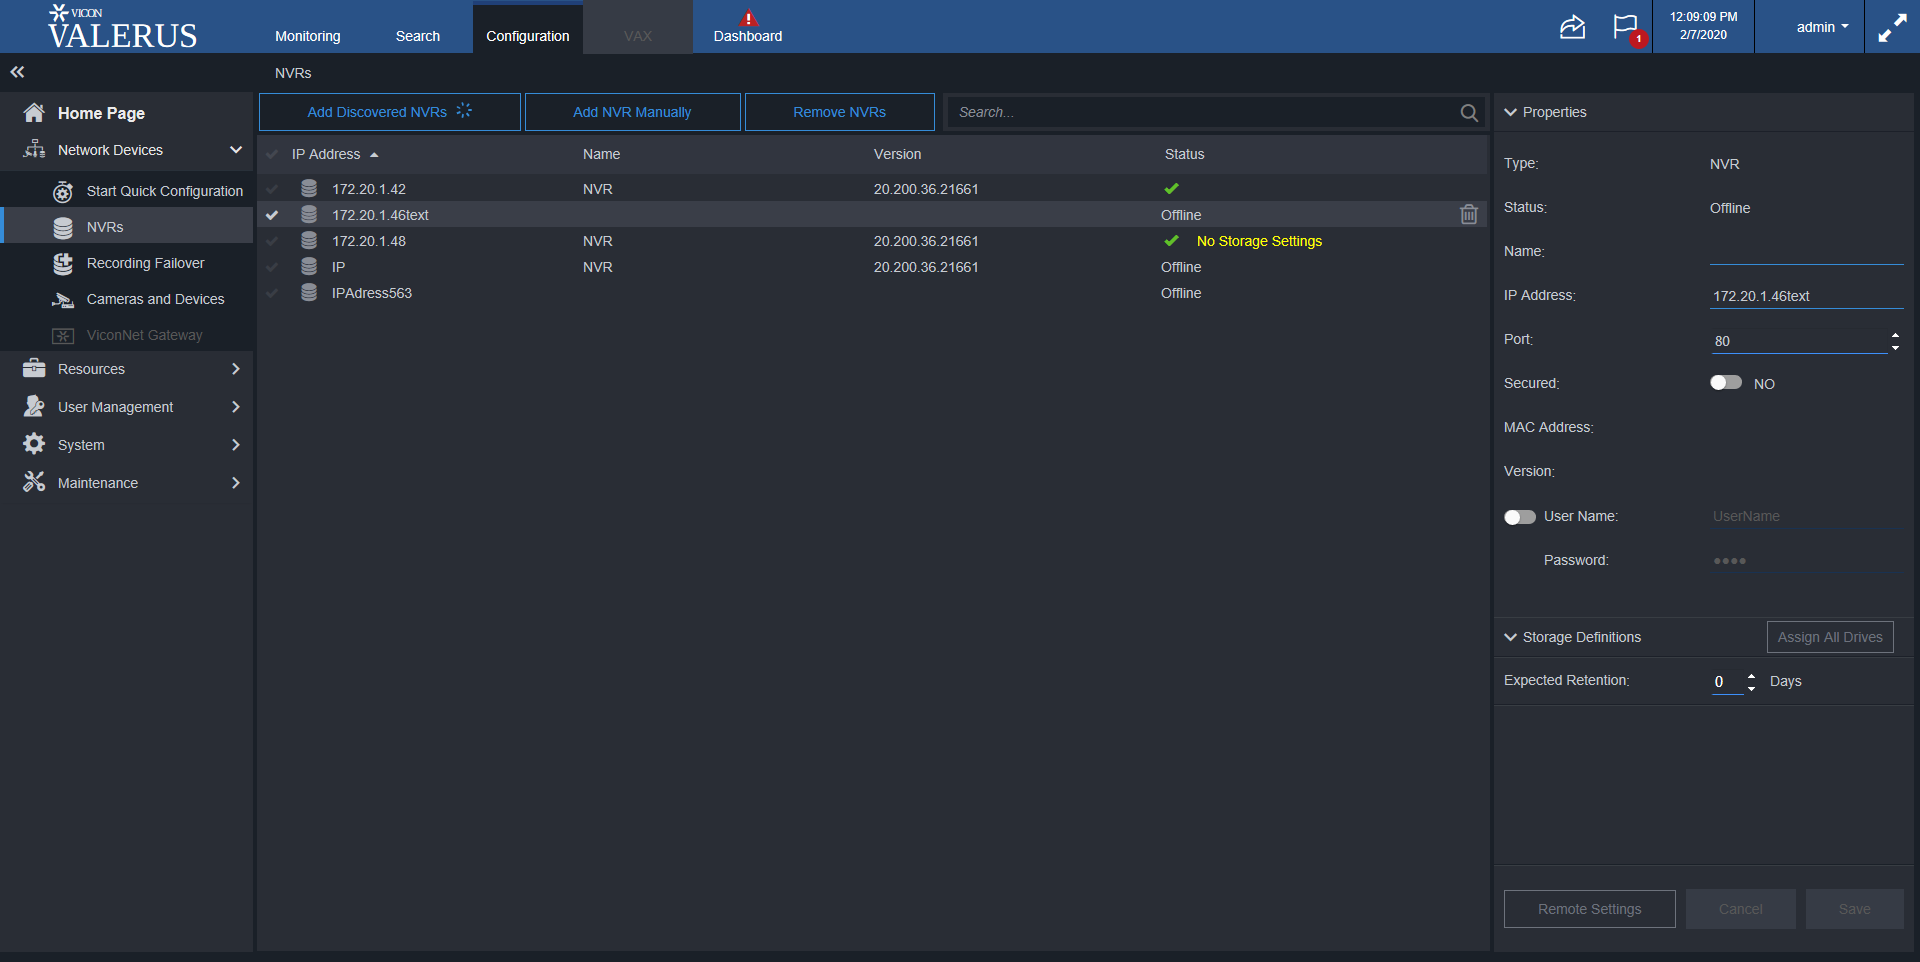 VICON
VALERUS
Monitoring
Search
Configuration
VAX
Dashboard
1
12:09:09 PM
2/7/2020
admin
NVRs
Home Page
Network Devices
Start Quick Configuration
NVRs
Recording Failover
Cameras and Devices
ViconNet Gateway
Resources
User Management
System
Maintenance
Add Discovered NVRs
Add NVR Manually
Remove NVRs
Search...
IP Address Name Version Status
172.20.1.42 NVR 20.200.36.21661
172.20.1.46text Offline
172.20.1.48 NVR 20.200.36.21661 No Storage Settings
IP NVR 20.200.36.21661 Offline
IPAdress563 Offline
Properties
Type: NVR
Status: Offline
Name:
IP Address: 172.20.1.46text
Port: 80
Secured: NO
MAC Address:
Version:
User Name: UserName
Password: ●●●●
Storage Definitions Assign All Drives
Expected Retention: 0 Days
Remote Settings Cancel Save